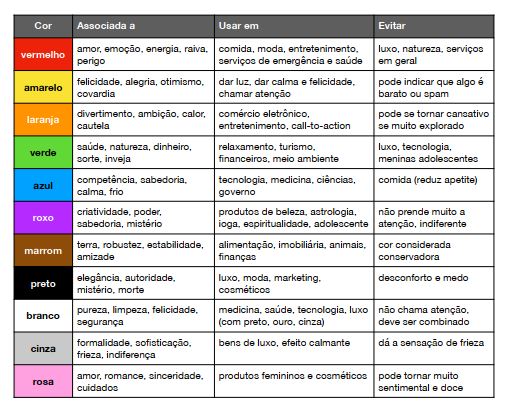 Cor Associada a Usar em Evitar
vermelho amor, emoção, energia, raiva, comida, moda, entretenimento, luxo, natureza, serviços
perigo serviços de emergência e saúde em geral
amarelo felicidade, alegria, otimismo, dar luz, dar calma e felicidade, pode indicar que algo é
covardia chamar atenção barato ou spam
laranja divertimento, ambição, calor, comércio eletrônico, pode se tornar cansativo
cautela entretenimento, call-to-action se muito explorado
verde saúde, natureza, dinheiro, relaxamento, turismo, luxo, tecnologia,
sorte, inveja financeiros, meio ambiente meninas adolescentes
azul competência, sabedoria, tecnologia, medicina, ciências, comida (reduz apetite)
calma, frio governo
roxo criatividade, poder, produtos de beleza, astrologia, não prende muito a
sabedoria, mistério ioga, espiritualidade, adolescente atenção, indiferente
marrom terra, robustez, estabilidade, alimentação, imobiliária, animais, cor considerada
amizade finanças conservadora
preto elegância, autoridade, luxo, moda, marketing, desconforto e medo
mistério, morte cosméticos
branco pureza, limpeza, felicidade, medicina, saúde, tecnologia, luxo não chama atenção,
segurança (com preto, ouro, cinza) deve ser combinado
cinza formalidade, sofisticação, bens de luxo, efeito calmante dá a sensação de frieza
frieza, indiferença
rosa amor, romance, sinceridade, produtos femininos e cosméticos pode tornar muito
cuidados sentimental e doce